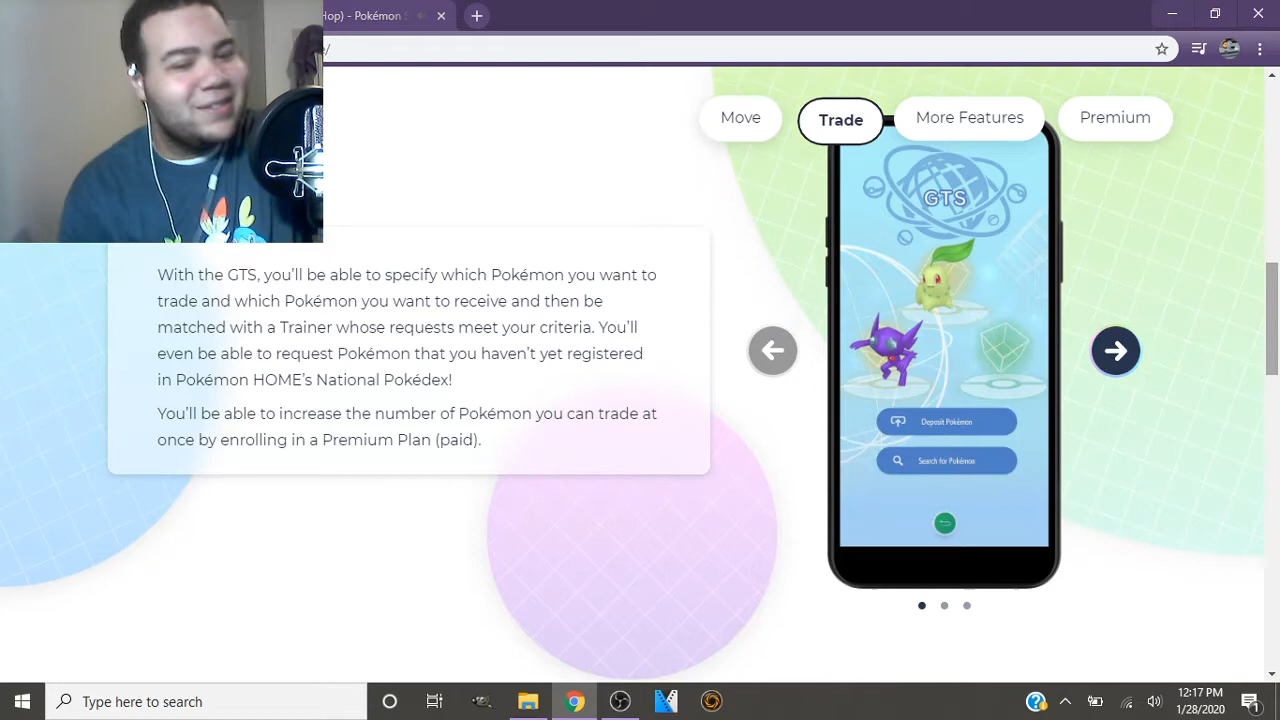 Hop) - Pokémon
/
Move
Trade
More Features
Premium
GTS
With the GTS, you'll be able to specify which Pokémon you want to
trade and which Pokémon you want to receive and then be
matched with a Trainer whose requests meet your criteria. You'll
even be able to request Pokémon that you haven't yet registered
in Pokémon HOME's National Pokédex!
You'll be able to increase the number of Pokémon you can trade at
once by enrolling in a Premium Plan (paid).
Deposit Pokémon
Search for Pokémon
Type here to search
12:17 PM
1/28/2020
1